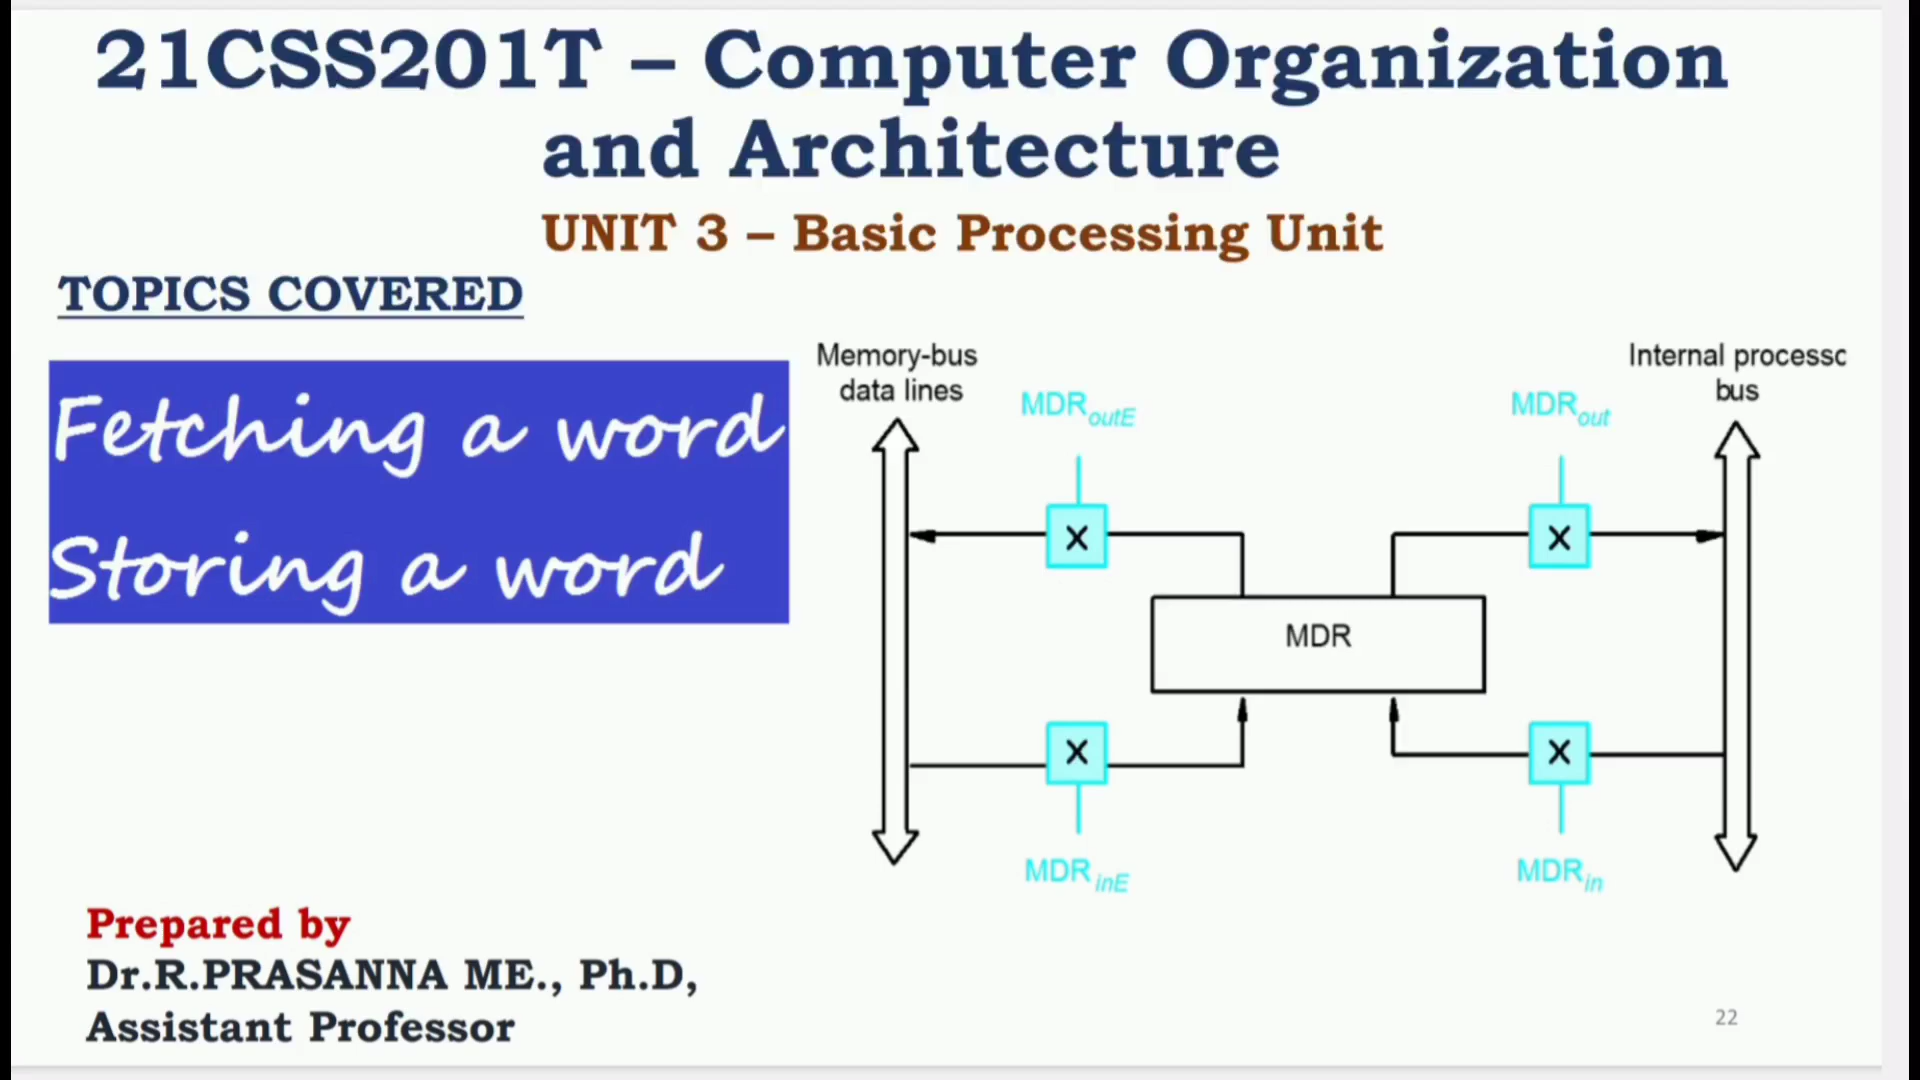 21CSS201T – Computer Organization
and Architecture
UNIT 3 – Basic Processing Unit
TOPICS COVERED
Fetching a word
Storing a word
Memory-bus
data lines
MDRoutE
MDRout
Internal processo
bus
X
X
MDR
X
X
MDRinE
MDRin
Prepared by
Dr.R.PRASANNA ME., Ph.D,
Assistant Professor
22